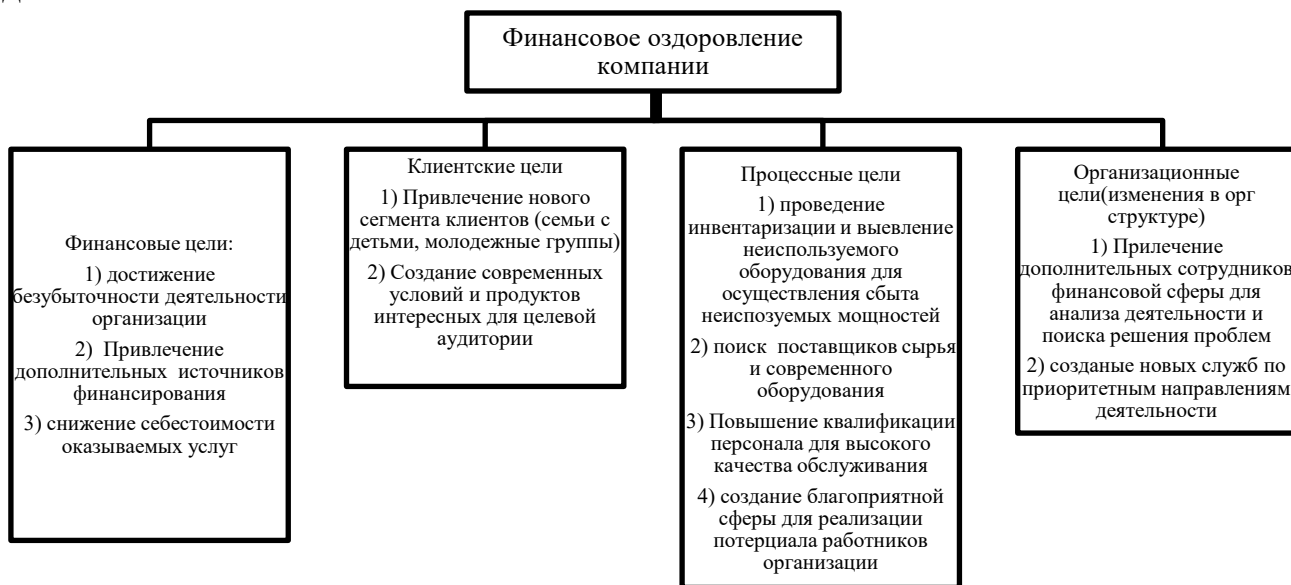 Финансовое оздоровление
компании
Финансовые цели:
1) достижение
безубыточности деятельности
организации
2) Привлечение
дополнительных источников
финансирования
3) снижение себестоимости
оказываемых услуг
Клиентские цели
1) Привлечение нового
сегмента клиентов (семьи с
детьми, молодежные группы)
2) Создание современных
условий и продуктов
интересных для целевой
аудитории
Процессные цели
1) проведение
инвентаризации и выевление
неиспользуемого
оборудования для
осуществления сбыта
неиспозуемых мощностей
2) поиск поставщиков сырья
и современного
оборудования
3) Повышение квалификации
персонала для высокого
качества обслуживания
4) создание благоприятной
сферы для реализации
потерциала работников
организации
Организационные
цели(изменения в орг
структуре)
1) Прилечение
дополнительных сотрудников
финансовой сферы для
анализа деятельности и
поиска решения проблем
2) созданые новых служб по
приоритетным направлениям
деятельности